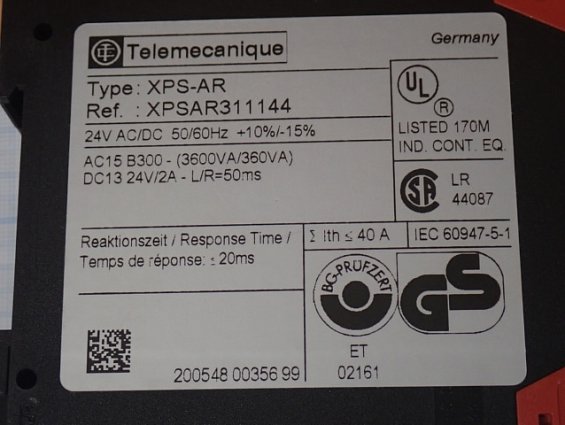 Telemecanique
Germany
Type: XPS-AR
Ref. : XPSAR311144
24V AC/DC 50/60Hz +10%/-15%
AC15 B300 - (3600VA/360VA)
DC13 24V/2A - L/R=50ms
UL
®
LISTED 170M
IND. CONT. EQ.
CSA
LR
44087
Reaktionszeit / Response Time /
Temps de réponse: ≤ 20ms
Σ Ith ≤ 40 A
IEC 60947-5-1
BG-PRÜFZERT
GS
ET
02161
200548 00356 99